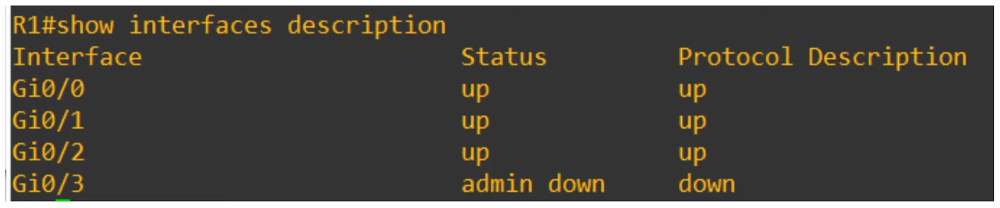 R1#show interfaces description
Interface Status Protocol Description
Gi0/0 up up
Gi0/1 up up
Gi0/2 up up
Gi0/3 admin down down